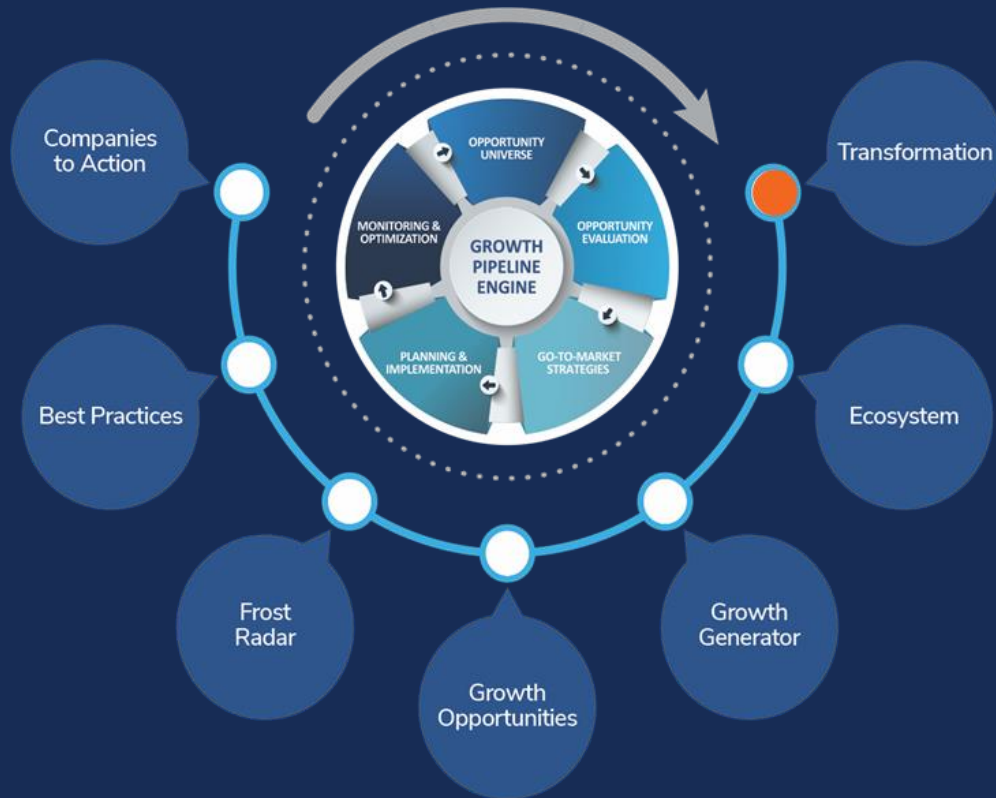 Companies
to Action
Transformation
OPPORTUNITY
UNIVERSE
MONITORING &
OPTIMIZATION
OPPORTUNITY
EVALUATION
GROWTH
PIPELINE
ENGINE
PLANNING &
IMPLEMENTATION
GO-TO-MARKET
STRATEGIES
Best Practices
Ecosystem
Frost
Radar
Growth
Generator
Growth
Opportunities